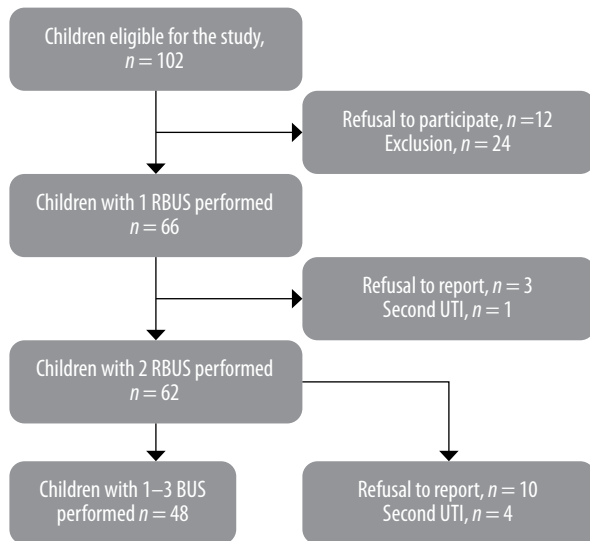 Children eligible for the study,
n = 102
Refusal to participate, n =12
Exclusion, n = 24
Children with 1 RBUS performed
n = 66
Refusal to report, n = 3
Second UTI, n = 1
Children with 2 RBUS performed
n = 62
Children with 1–3 BUS
performed n = 48
Refusal to report, n = 10
Second UTI, n = 4